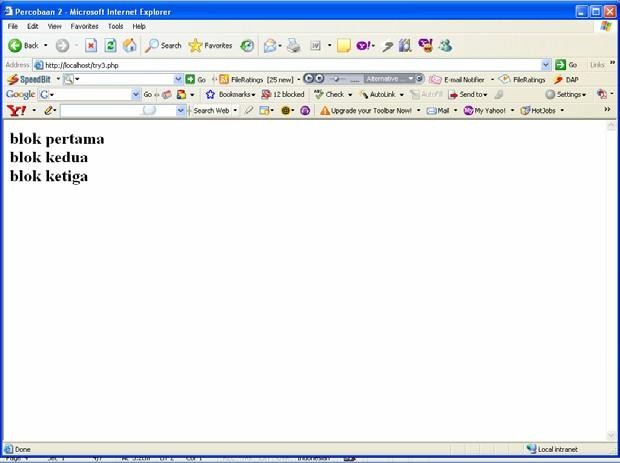 Percobaan 2 - Microsoft Internet Explorer
File Edit View Favorites Tools Help
Back Search Favorites
Address http://localhost/try3.php Go Links »
SpeedBit Go FileRatings [25 new] Alternative ... E-mail Notifier FileRatings DAP
Google G Go Bookmarks 12 blocked Check AutoLink AutoFill Send to Settings
Y! Search Web Upgrade your Toolbar Now! Mail My Yahoo! HotJobs »
blok pertama
blok kedua
blok ketiga
Done Local intranet